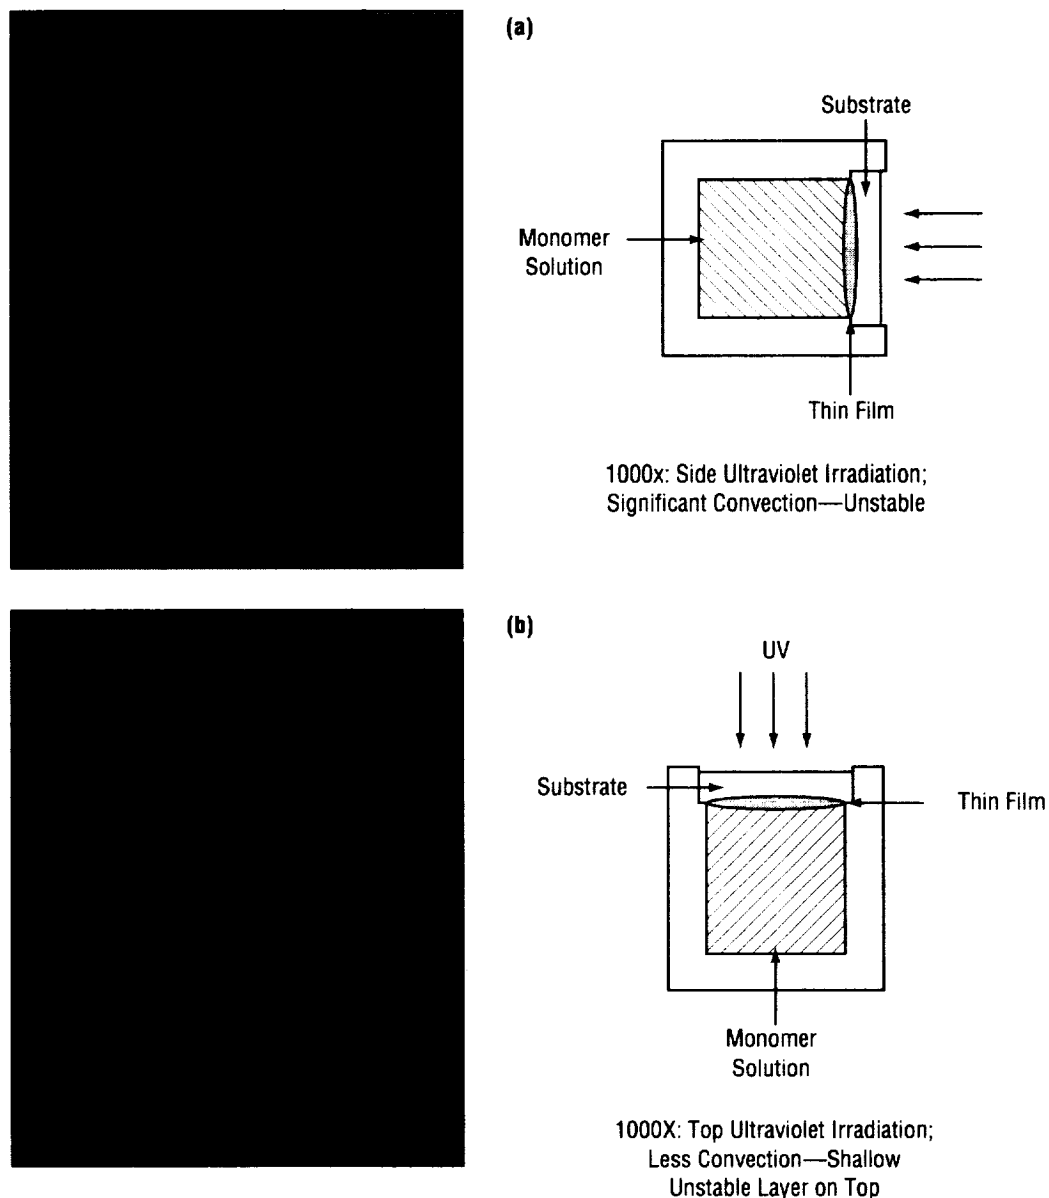 (a)
Substrate
Monomer
Solution
Thin Film
1000x: Side Ultraviolet Irradiation;
Significant Convection—Unstable
(b)
UV
Substrate
Thin Film
Monomer
Solution
1000X: Top Ultraviolet Irradiation;
Less Convection—Shallow
Unstable Layer on Top